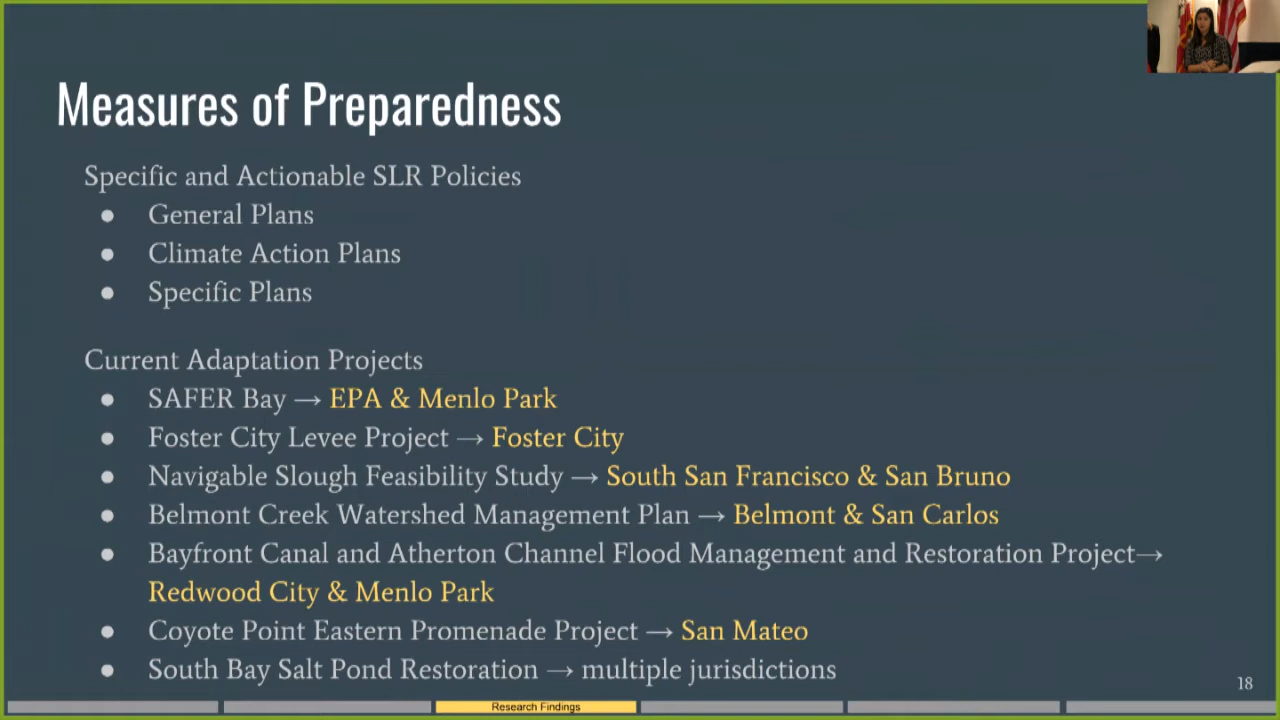 Measures of Preparedness
Specific and Actionable SLR Policies
● General Plans
● Climate Action Plans
● Specific Plans
Current Adaptation Projects
● SAFER Bay → EPA & Menlo Park
● Foster City Levee Project → Foster City
● Navigable Slough Feasibility Study → South San Francisco & San Bruno
● Belmont Creek Watershed Management Plan → Belmont & San Carlos
● Bayfront Canal and Atherton Channel Flood Management and Restoration Project→
Redwood City & Menlo Park
● Coyote Point Eastern Promenade Project → San Mateo
● South Bay Salt Pond Restoration → multiple jurisdictions
18
Research Findings